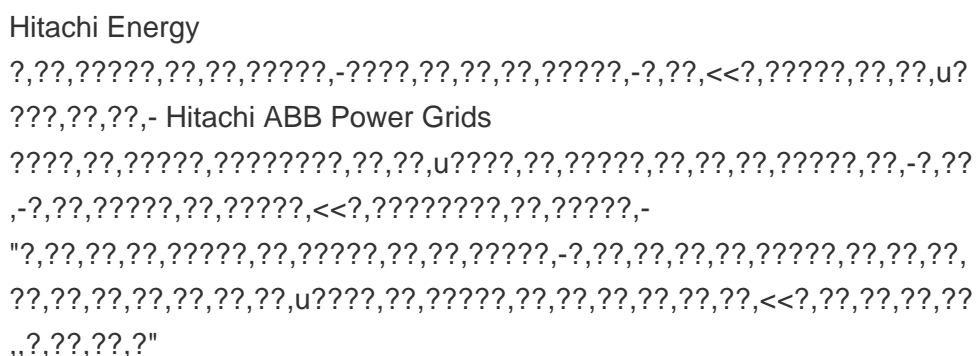 Hitachi Energy
?,??,?????,??,??,?????,-????,??,??,??,?????,-?,??,<<?,?????,??,??,u?
???,??,??,- Hitachi ABB Power Grids
????,??,?????,????????,??,??,u????,??,?????,??,??,??,?????,??,-?,??
,-?,??,?????,??,?????,<<?,????????,??,?????,-
"?,??,??,??,?????,??,?????,??,??,?????,-?,??,??,??,??,?????,??,??,??,
??,??,??,??,??,??,??,u????,??,?????,??,??,??,??,??,??,<<?,??,??,??,??
,,?,??,??,?"